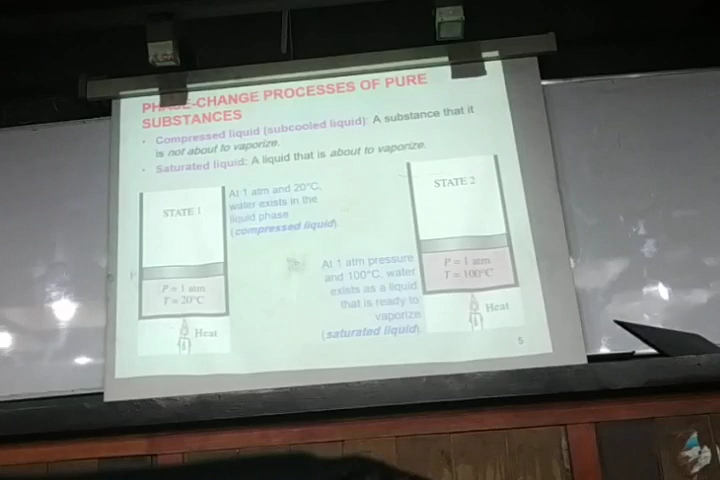 PHASE-CHANGE PROCESSES OF PURE
SUBSTANCES
• Compressed liquid (subcooled liquid): A substance that it
is not about to vaporize.
• Saturated liquid: A liquid that is about to vaporize.
STATE 1
P = 1 atm
T = 20°C
Heat
At 1 atm and 20°C,
water exists in the
liquid phase
(compressed liquid).
At 1 atm pressure
and 100°C, water
exists as a liquid
that is ready to
vaporize
(saturated liquid).
STATE 2
P = 1 atm
T = 100°C
Heat
5